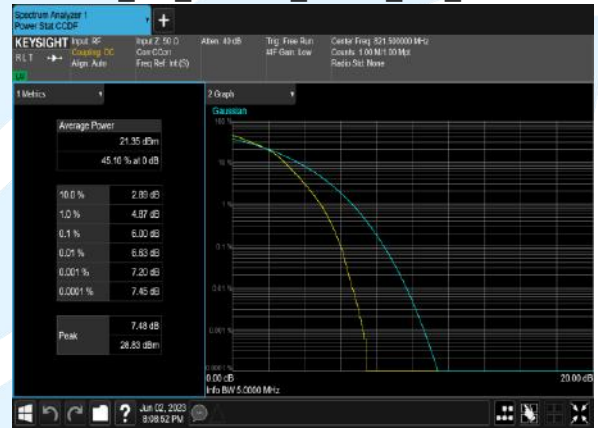 Spectrum Analyzer 1
Power Stat CCDF
KEYSIGHT
Input: RF
Input Z: 50 Ω
Atten: 40 dB
Trig: Free Run
Center Freq: 821.500000 MHz
RLT
Coupling: DC
Corr CCorr
#IF Gain: Low
Counts: 1.00 M/1.00 Mpt
Align: Auto
Freq Ref: Int (S)
Radio Std: None
1 Metrics
2 Graph
Gaussian
Average Power
21.35 dBm
45.10 % at 0 dB
10.0 % 2.89 dB
1.0 % 4.87 dB
0.1 % 6.00 dB
0.01 % 6.63 dB
0.001 % 7.20 dB
0.0001 % 7.45 dB
Peak
7.48 dB
28.83 dBm
100 %
10 %
1 %
0.1 %
0.01 %
0.001 %
0.0001 %
0.00 dB
20.00 dB
Info BW 5.0000 MHz
?
Jun 02, 2023
8:08:52 PM